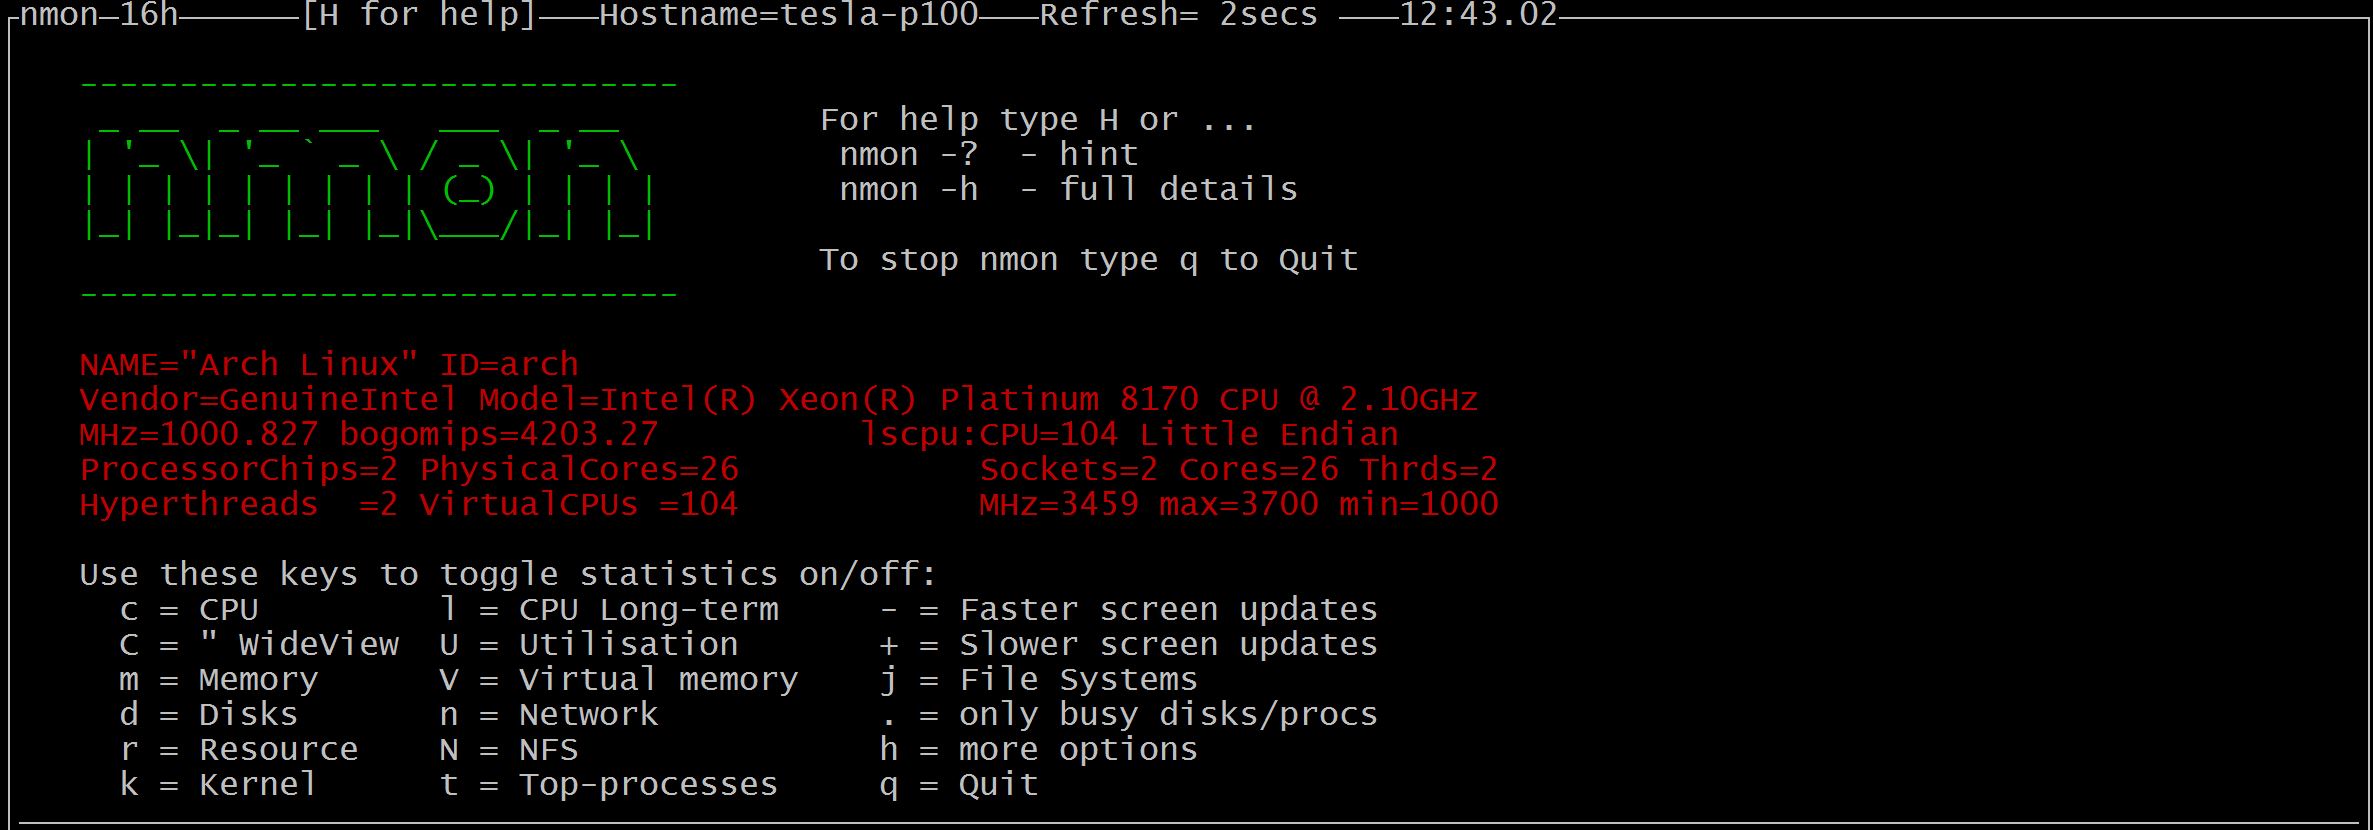 nmon─16h──────[H for help]───Hostname=tesla-p100───Refresh= 2secs ───12:43.02
------------------------------
 _ __  _ __ ___   ___  _ __
| '_ \| '_ ` _ \ / _ \| '_ \
| | | | | | | | | (_) | | | |
|_| |_|_| |_| |_|\___/|_| |_|
------------------------------
For help type H or ...
nmon -?  - hint
nmon -h  - full details
To stop nmon type q to Quit
NAME="Arch Linux" ID=arch
Vendor=GenuineIntel Model=Intel(R) Xeon(R) Platinum 8170 CPU @ 2.10GHz
MHz=1000.827 bogomips=4203.27          lscpu:CPU=104 Little Endian
ProcessorChips=2 PhysicalCores=26            Sockets=2 Cores=26 Thrds=2
Hyperthreads  =2 VirtualCPUs =104            MHz=3459 max=3700 min=1000
Use these keys to toggle statistics on/off:
c = CPU         l = CPU Long-term     - = Faster screen updates
C = " WideView  U = Utilisation       + = Slower screen updates
m = Memory      V = Virtual memory    j = File Systems
d = Disks       n = Network           . = only busy disks/procs
r = Resource    N = NFS               h = more options
k = Kernel      t = Top-processes     q = Quit